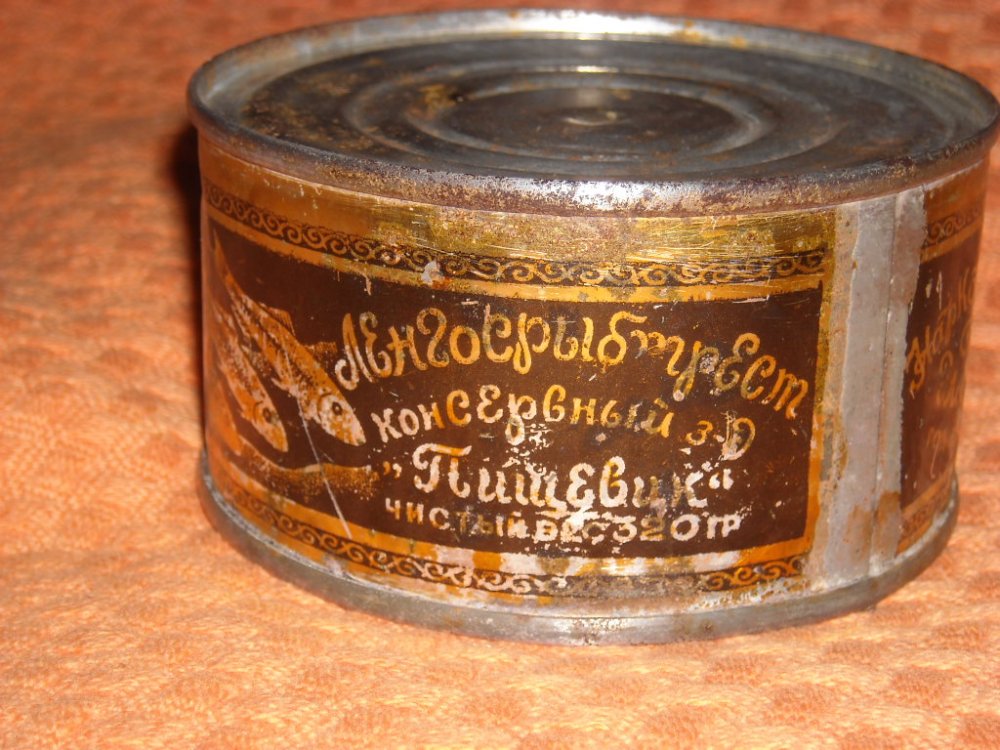 Ленгосрыбтрест
консервный з-д
„Пищевик“
чистый вес 320 гр